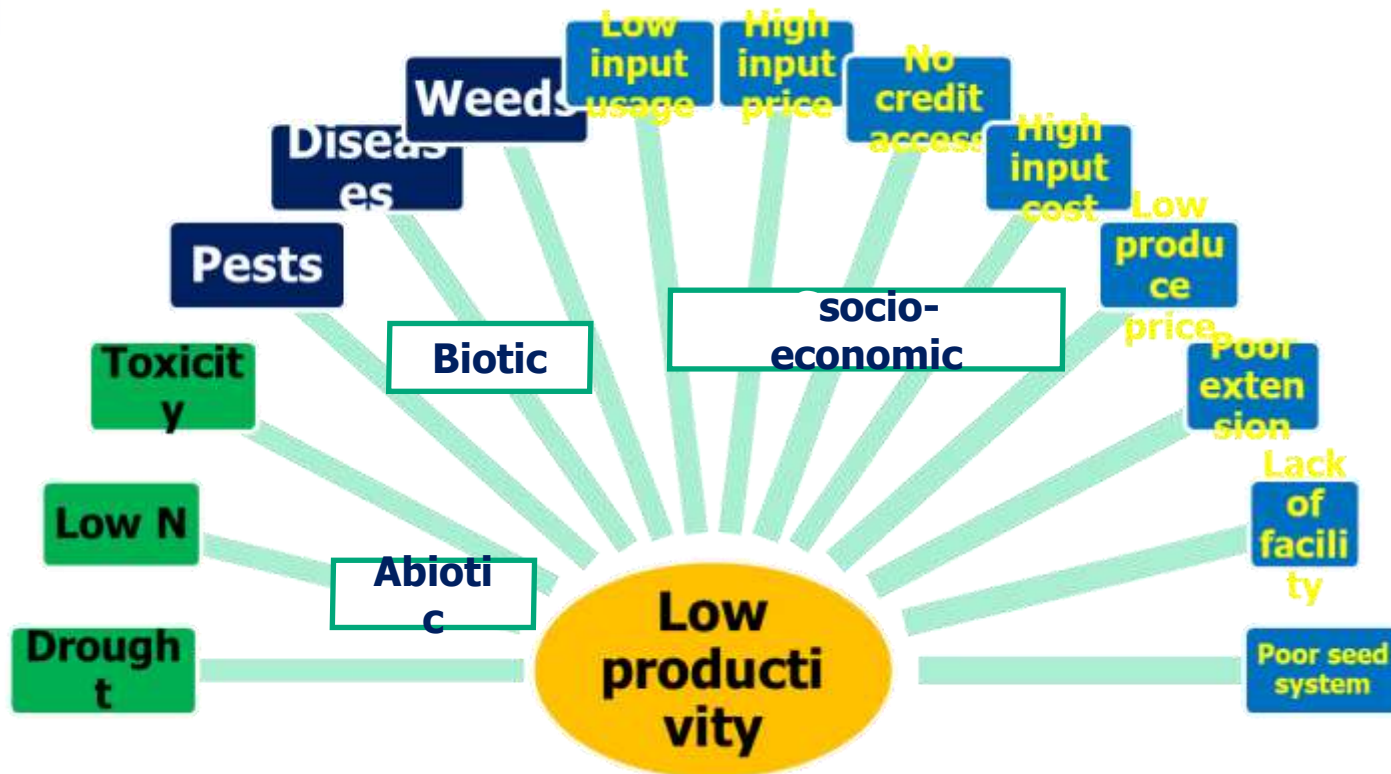 Low
input
usage
High
input
price
No
credit
access
High
input
cost
Low
produ
ce
price
Poor
exten
sion
Lack
of
facili
ty
Poor seed
system
Weeds
Diseas
es
Pests
Toxicit
y
Low N
Drough
t
Biotic
socio-
economic
Abioti
c
Low
producti
vity